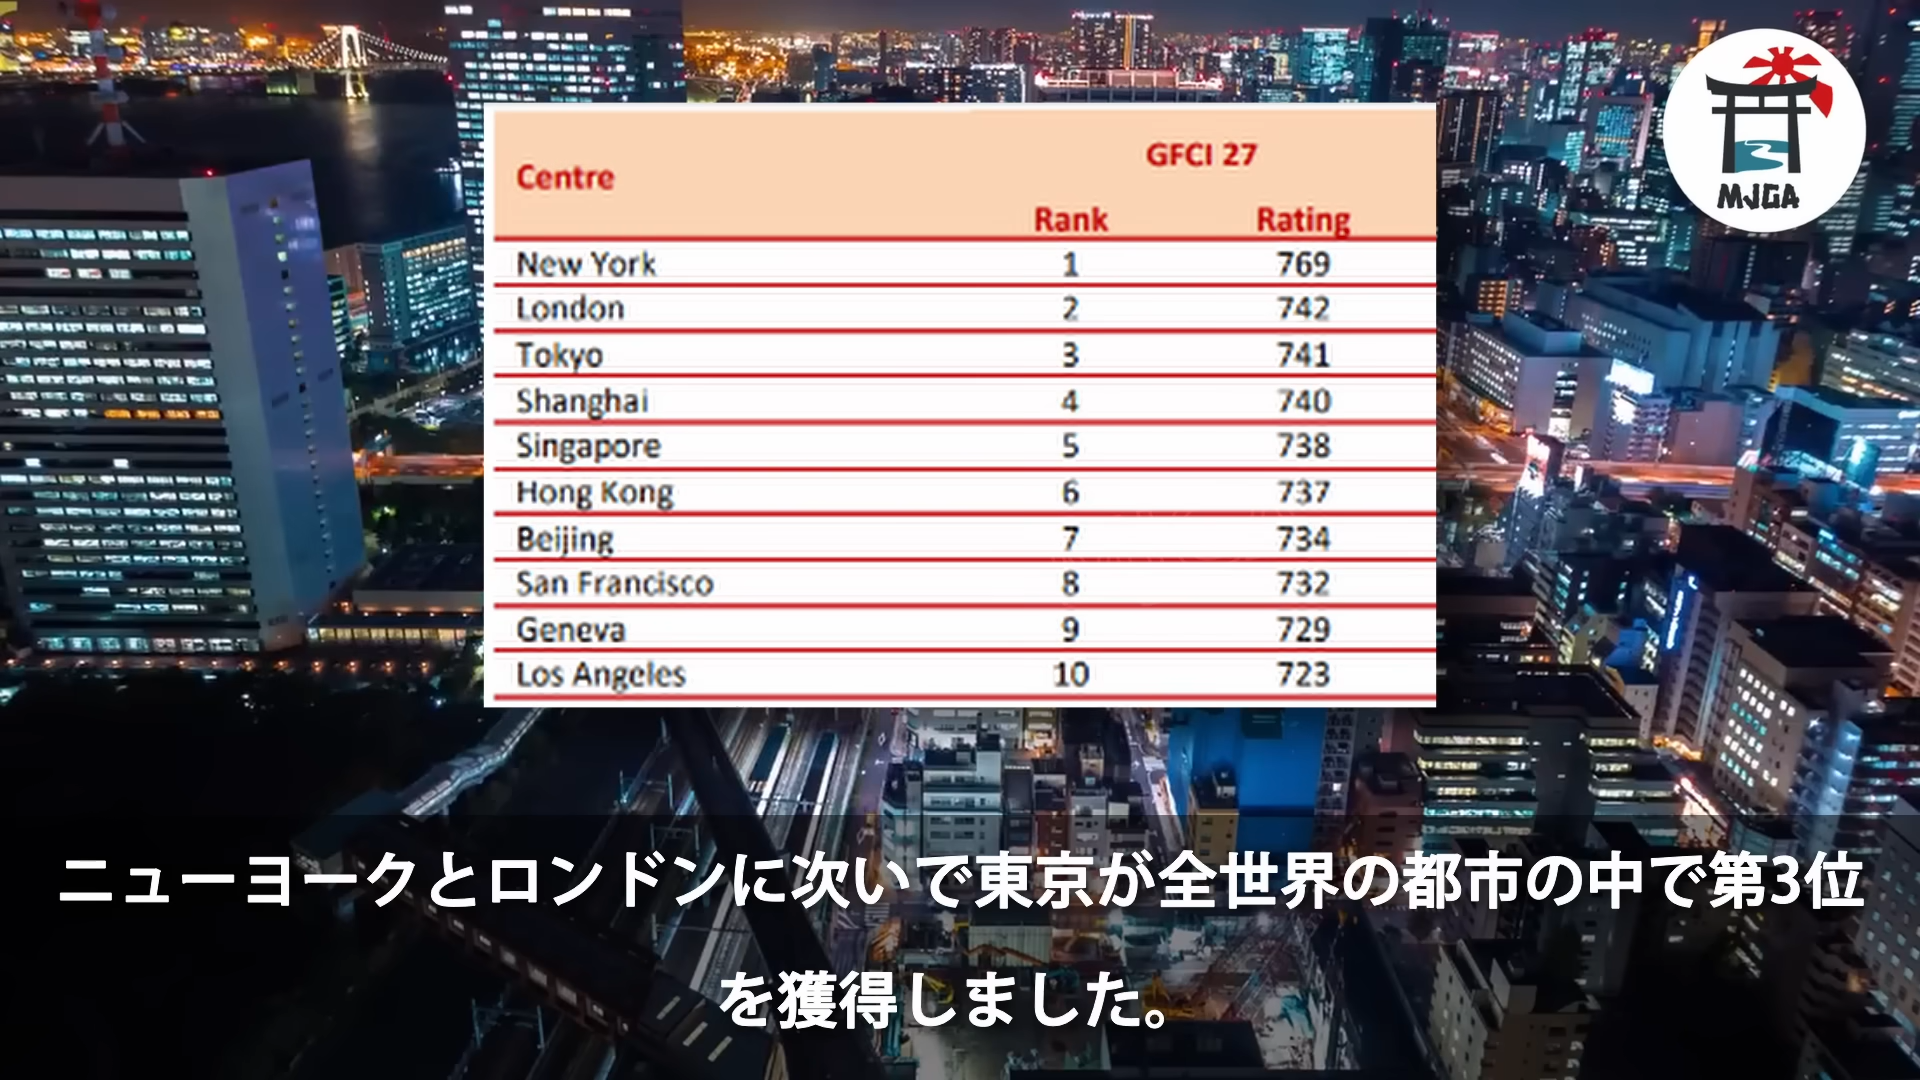 Centre GFCI 27
Rank Rating
New York 1 769
London 2 742
Tokyo 3 741
Shanghai 4 740
Singapore 5 738
Hong Kong 6 737
Beijing 7 734
San Francisco 8 732
Geneva 9 729
Los Angeles 10 723
MJGA
ニューヨークとロンドンに次いで東京が全世界の都市の中で第3位
を獲得しました。